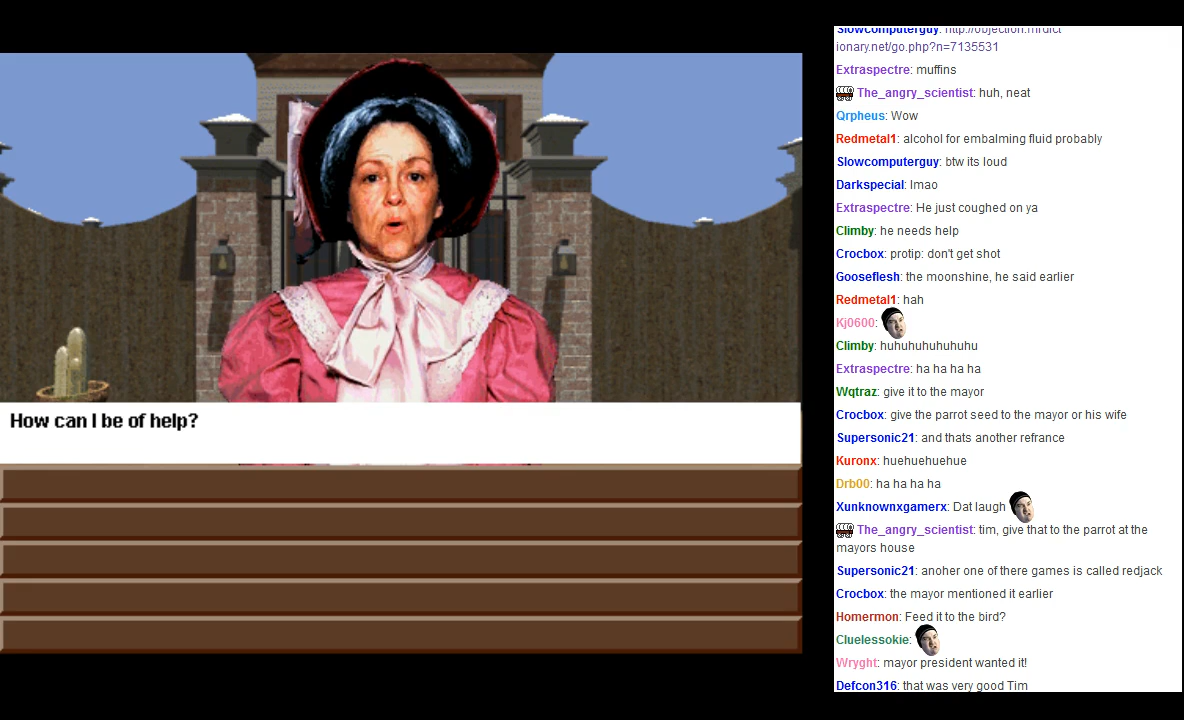 How can I be of help?
Slowcomputerguy: http://objection.mrdict
ionary.net/go.php?n=7135531
Extraspectre: muffins
The_angry_scientist: huh, neat
Qrpheus: Wow
Redmetal1: alcohol for embalming fluid probably
Slowcomputerguy: btw its loud
Darkspecial: lmao
Extraspectre: He just coughed on ya
Climby: he needs help
Crocbox: protip: don't get shot
Gooseflesh: the moonshine, he said earlier
Redmetal1: hah
Kj0600:
Climby: huhuhuhuhuhuhu
Extraspectre: ha ha ha ha
Wqtraz: give it to the mayor
Crocbox: give the parrot seed to the mayor or his wife
Supersonic21: and thats another refrance
Kuronx: huehuehuehue
Drb00: ha ha ha ha
Xunknownxgamerx: Dat laugh
The_angry_scientist: tim, give that to the parrot at the
mayors house
Supersonic21: anoher one of there games is called redjack
Crocbox: the mayor mentioned it earlier
Homermon: Feed it to the bird?
Cluelessokie:
Wryght: mayor president wanted it!
Defcon316: that was very good Tim